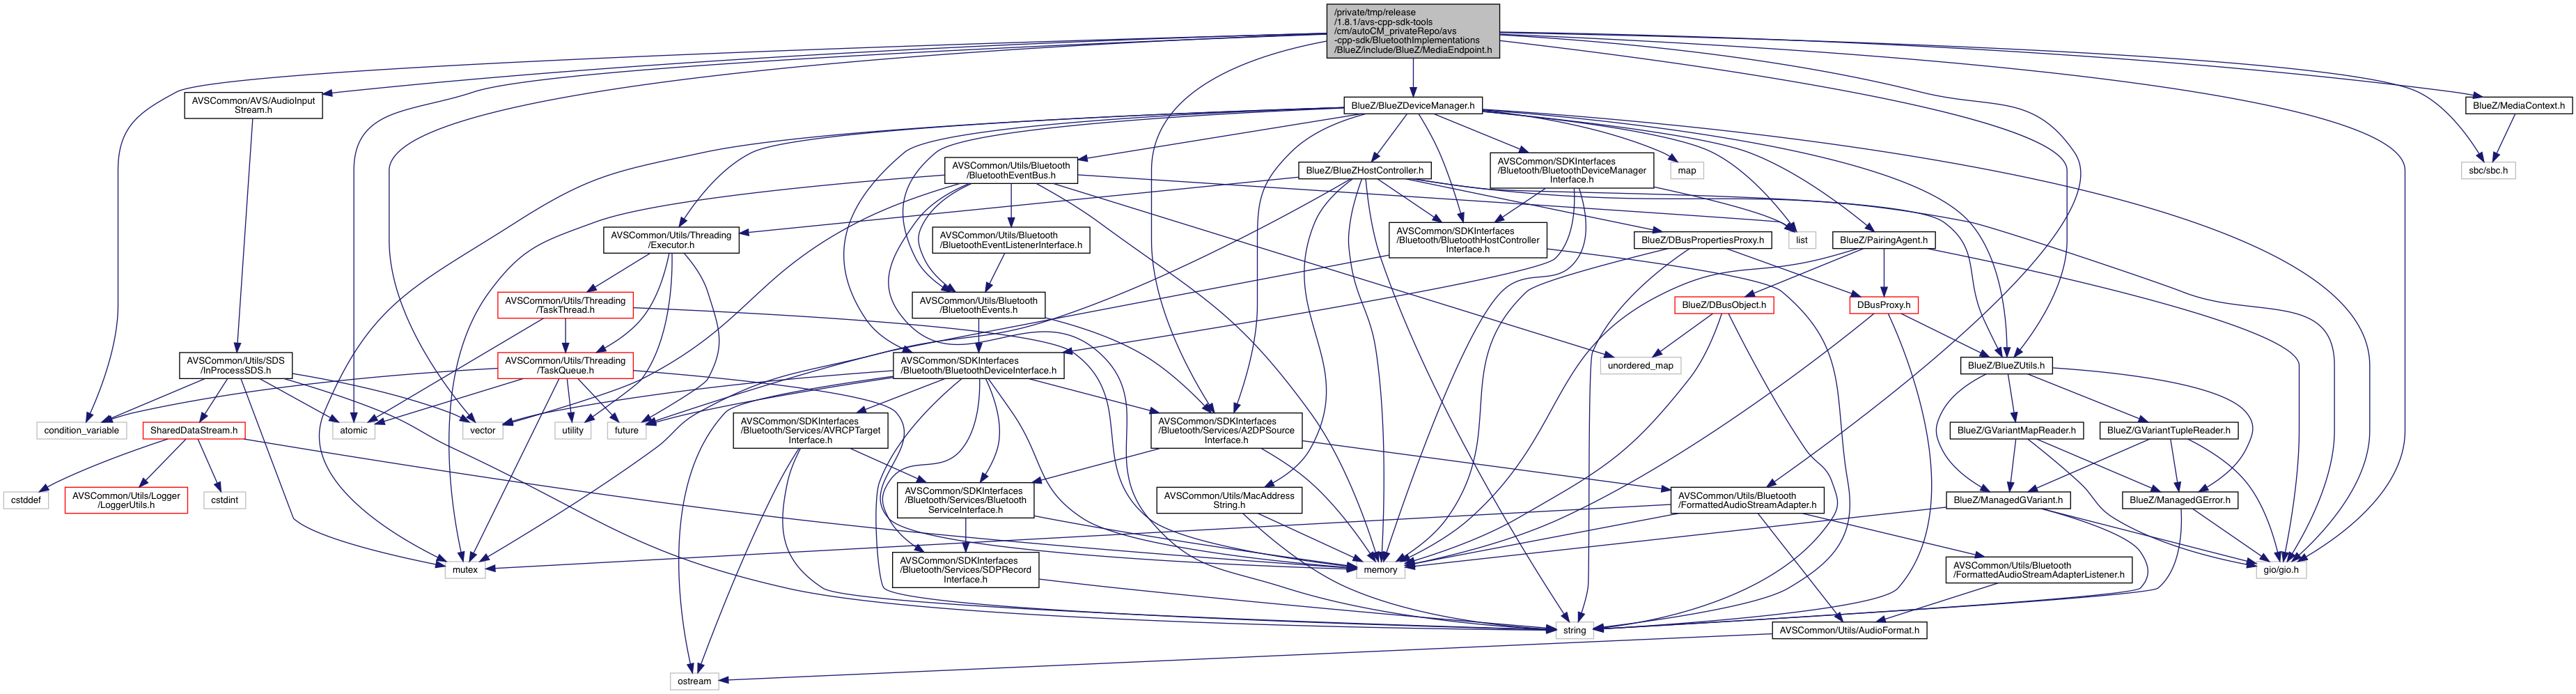 /private/tmp/release
/1.8.1/avs-cpp-sdk-tools
/cm/autoCM_privateRepo/avs
-cpp-sdk/BluetoothImplementations
/BlueZ/include/BlueZ/MediaEndpoint.h
AVSCommon/AVS/AudioInput
Stream.h
BlueZ/BlueZDeviceManager.h
BlueZ/MediaContext.h
AVSCommon/Utils/Bluetooth
/BluetoothEventBus.h
BlueZ/BlueZHostController.h
AVSCommon/SDKInterfaces
/Bluetooth/BluetoothDeviceManager
Interface.h
map
sbc/sbc.h
AVSCommon/Utils/Threading
/Executor.h
AVSCommon/Utils/Bluetooth
/BluetoothEventListenerInterface.h
AVSCommon/SDKInterfaces
/Bluetooth/BluetoothHostController
Interface.h
BlueZ/DBusPropertiesProxy.h
list
BlueZ/PairingAgent.h
AVSCommon/Utils/Threading
/TaskThread.h
AVSCommon/Utils/Bluetooth
/BluetoothEvents.h
BlueZ/DBusObject.h
DBusProxy.h
AVSCommon/Utils/SDS
/InProcessSDS.h
AVSCommon/Utils/Threading
/TaskQueue.h
AVSCommon/SDKInterfaces
/Bluetooth/BluetoothDeviceInterface.h
unordered_map
BlueZ/BlueZUtils.h
condition_variable
SharedDataStream.h
atomic
vector
utility
future
AVSCommon/SDKInterfaces
/Bluetooth/Services/AVRCPTarget
Interface.h
AVSCommon/SDKInterfaces
/Bluetooth/Services/A2DPSource
Interface.h
BlueZ/GVariantMapReader.h
BlueZ/GVariantTupleReader.h
cstddef
AVSCommon/Utils/Logger
/LoggerUtils.h
cstdint
AVSCommon/SDKInterfaces
/Bluetooth/Services/Bluetooth
ServiceInterface.h
AVSCommon/Utils/MacAddress
String.h
AVSCommon/Utils/Bluetooth
/FormattedAudioStreamAdapter.h
BlueZ/ManagedGVariant.h
BlueZ/ManagedGError.h
mutex
AVSCommon/SDKInterfaces
/Bluetooth/Services/SDPRecord
Interface.h
memory
AVSCommon/Utils/Bluetooth
/FormattedAudioStreamAdapterListener.h
gio/gio.h
string
AVSCommon/Utils/AudioFormat.h
ostream